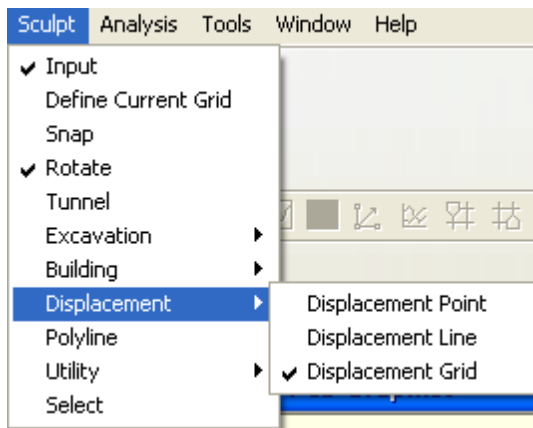 Sculpt Analysis Tools Window Help
Input
Define Current Grid
Snap
Rotate
Tunnel
Excavation
Building
Displacement
Displacement Point
Polyline
Displacement Line
Utility
Displacement Grid
Select